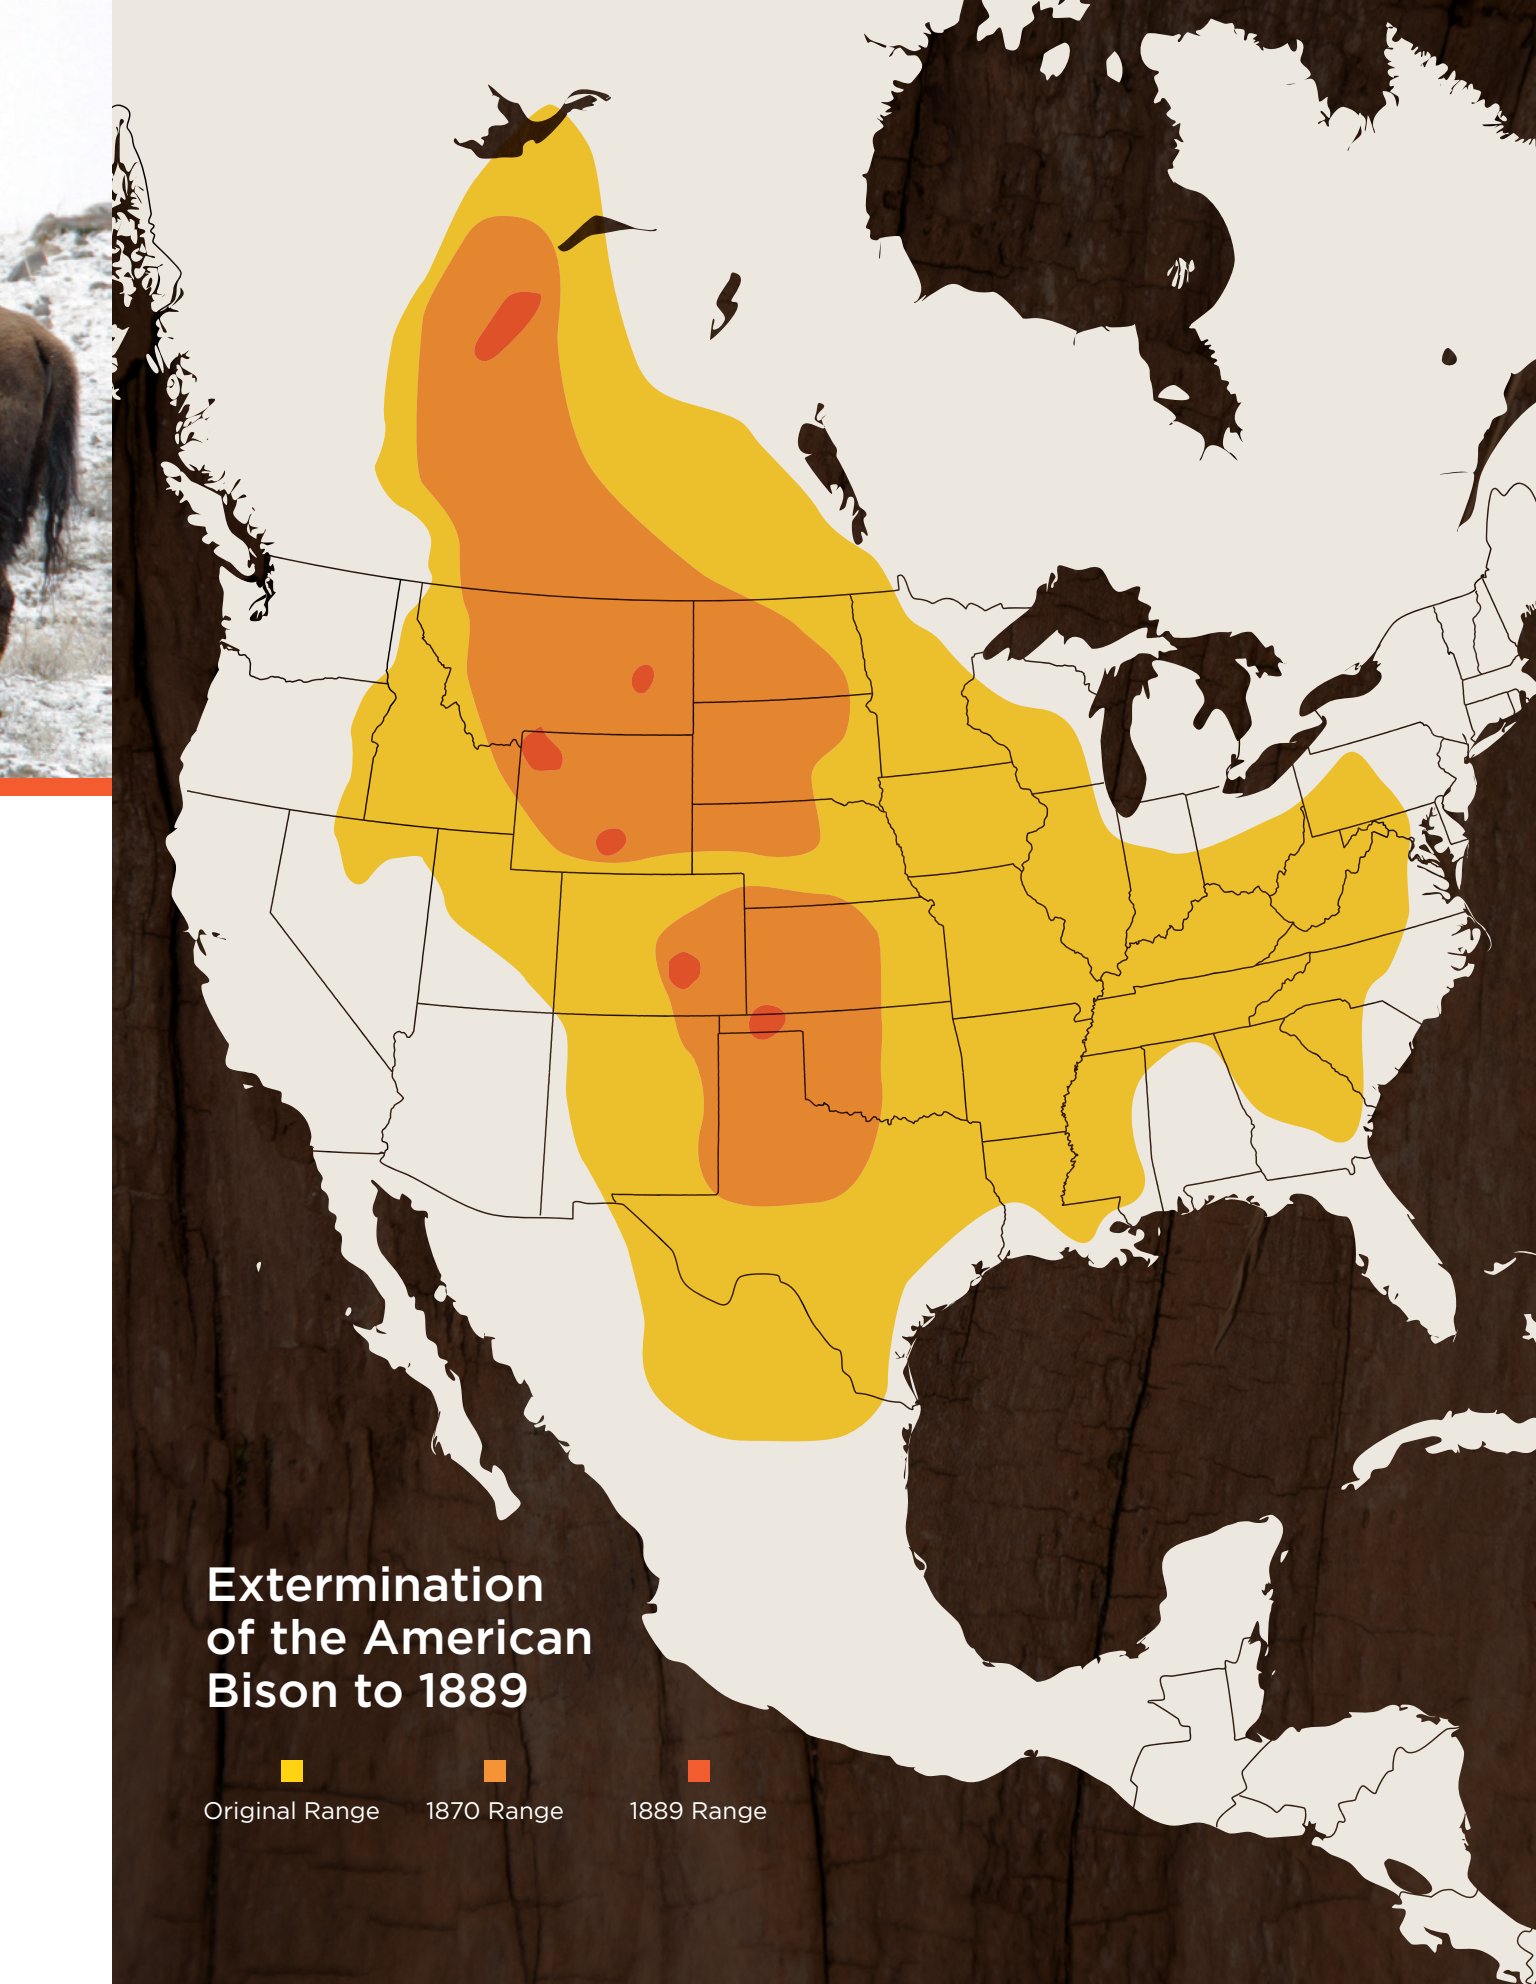 Extermination
of the American
Bison to 1889
Original Range
1870 Range
1889 Range